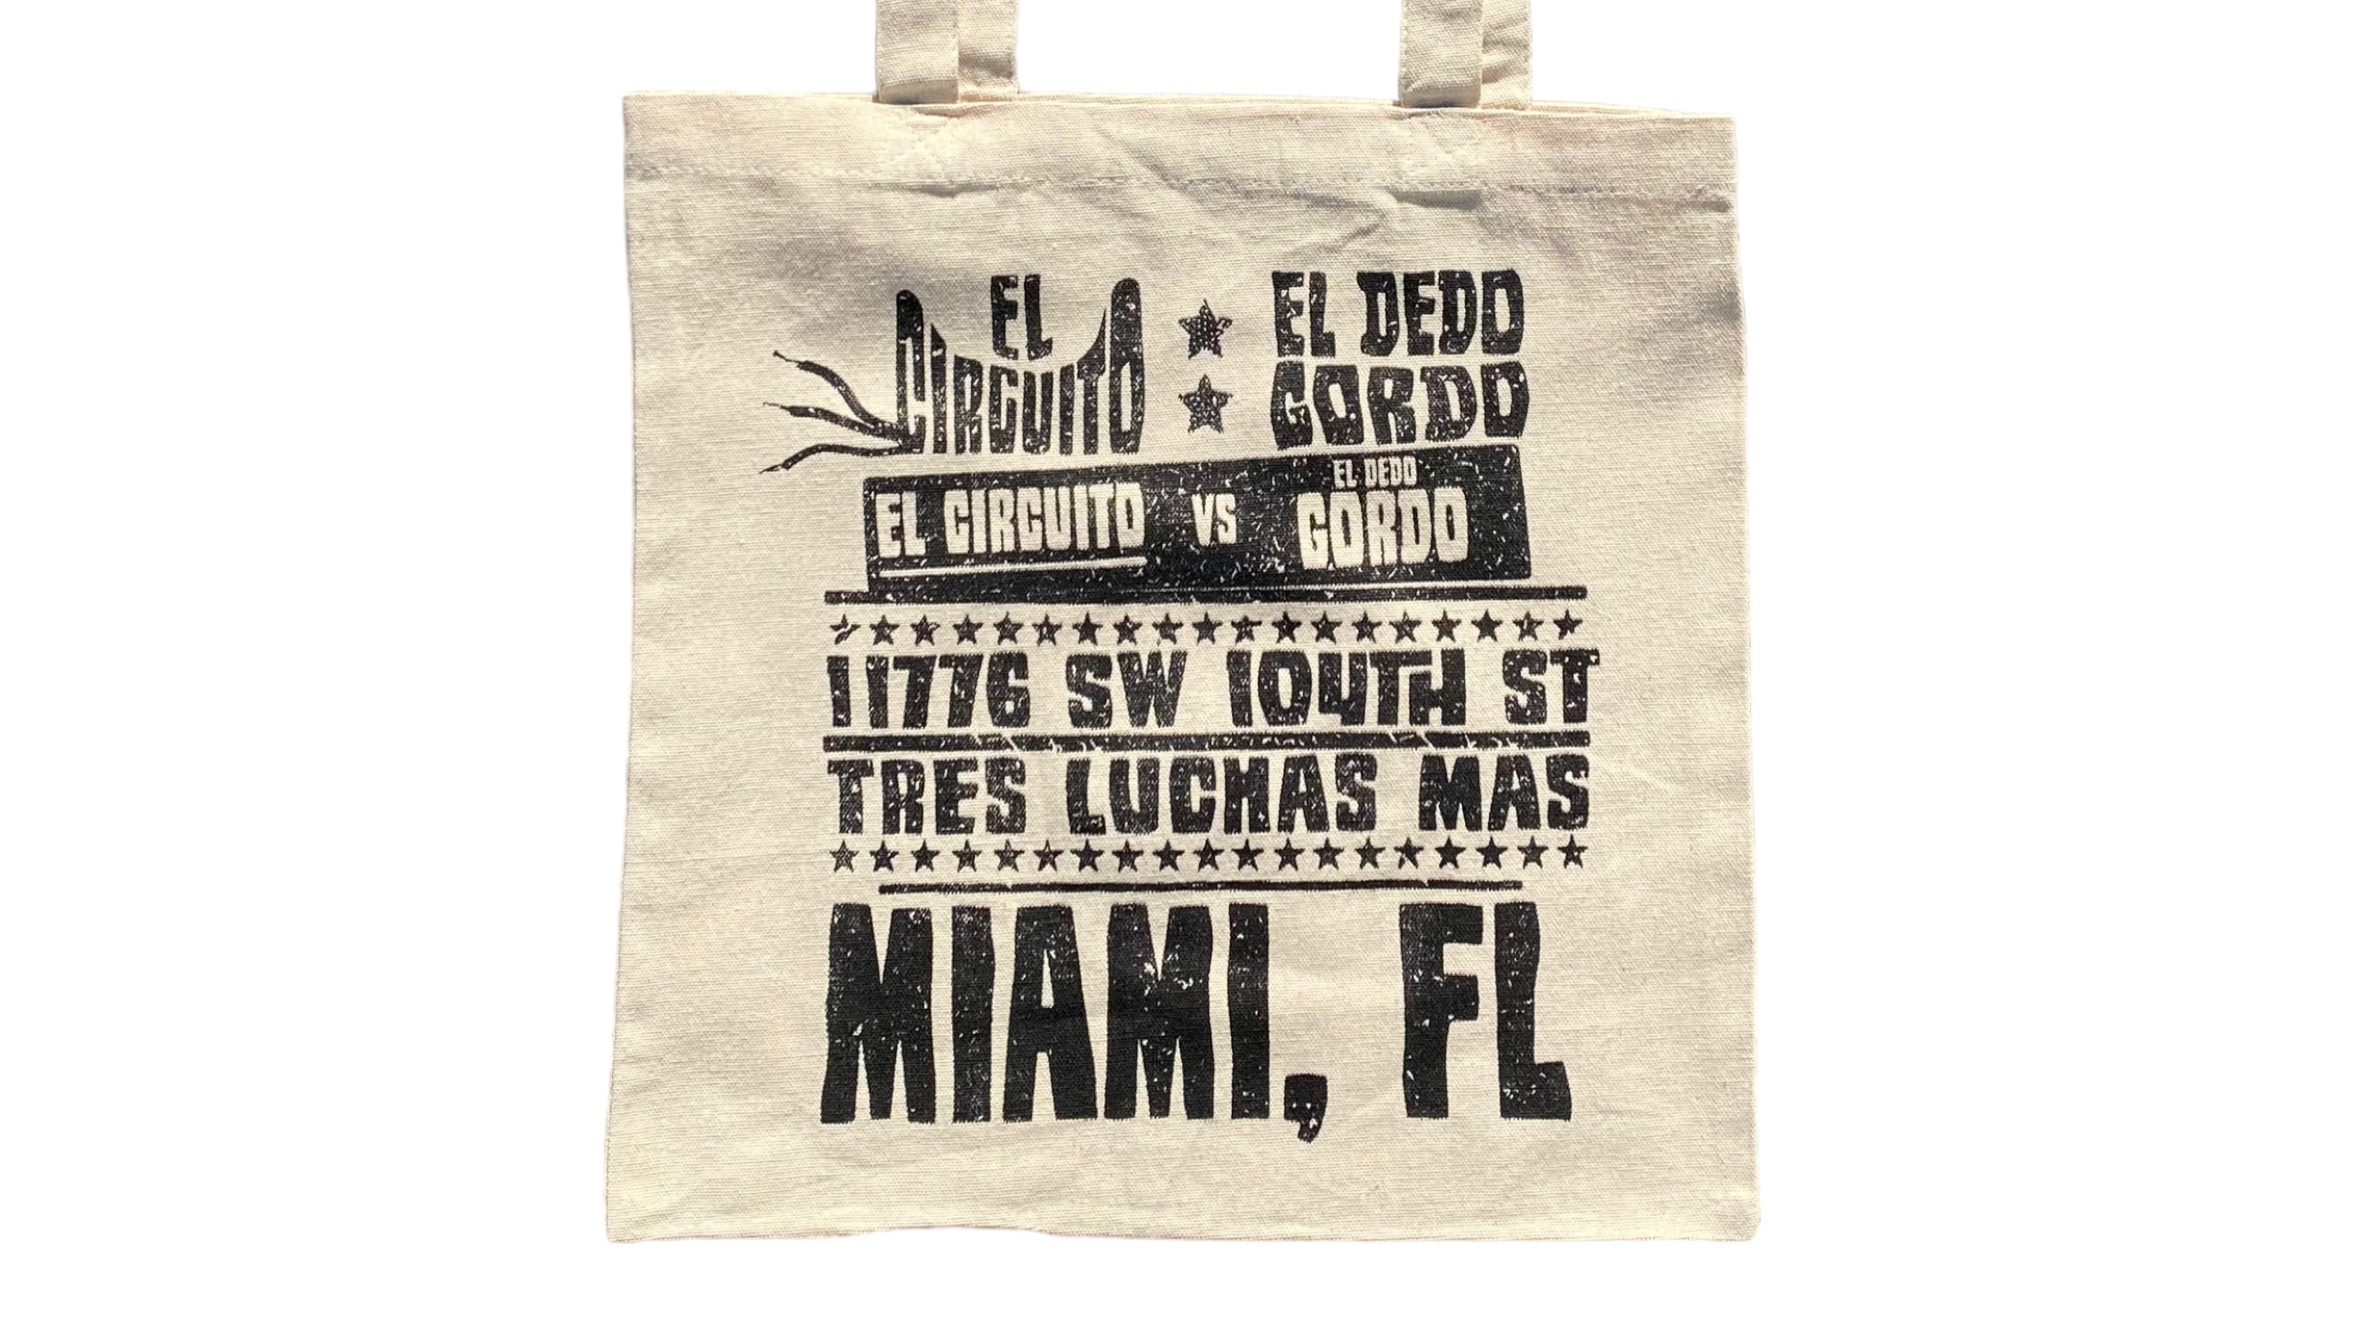 EL CIRCUITO
EL DEDO
GORDO
EL CIRCUITO VS EL DEDO GORDO
11776 SW 104TH ST
TRES LUCHAS MAS
MIAMI, FL